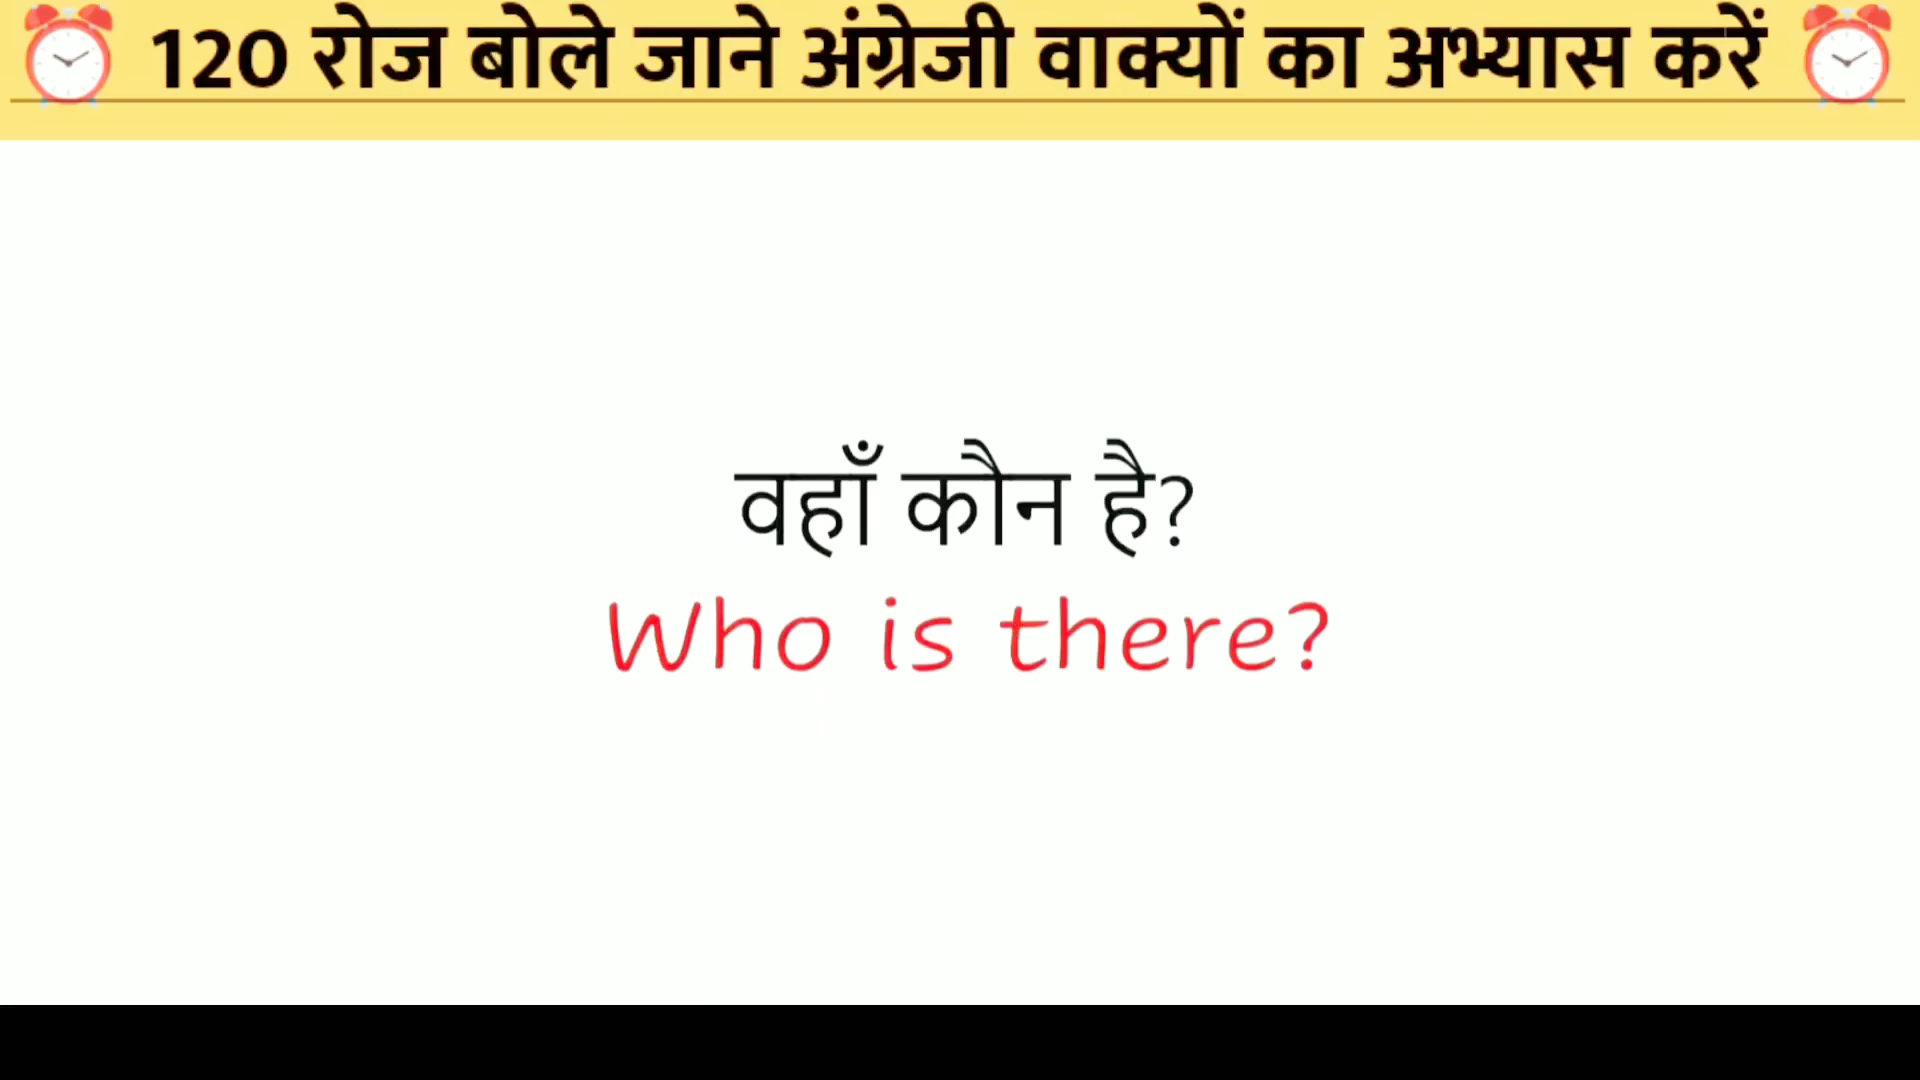 120 रोज बोले जाने अंग्रेजी वाक्यों का अभ्यास करें
वहाँ कौन है?
Who is there?